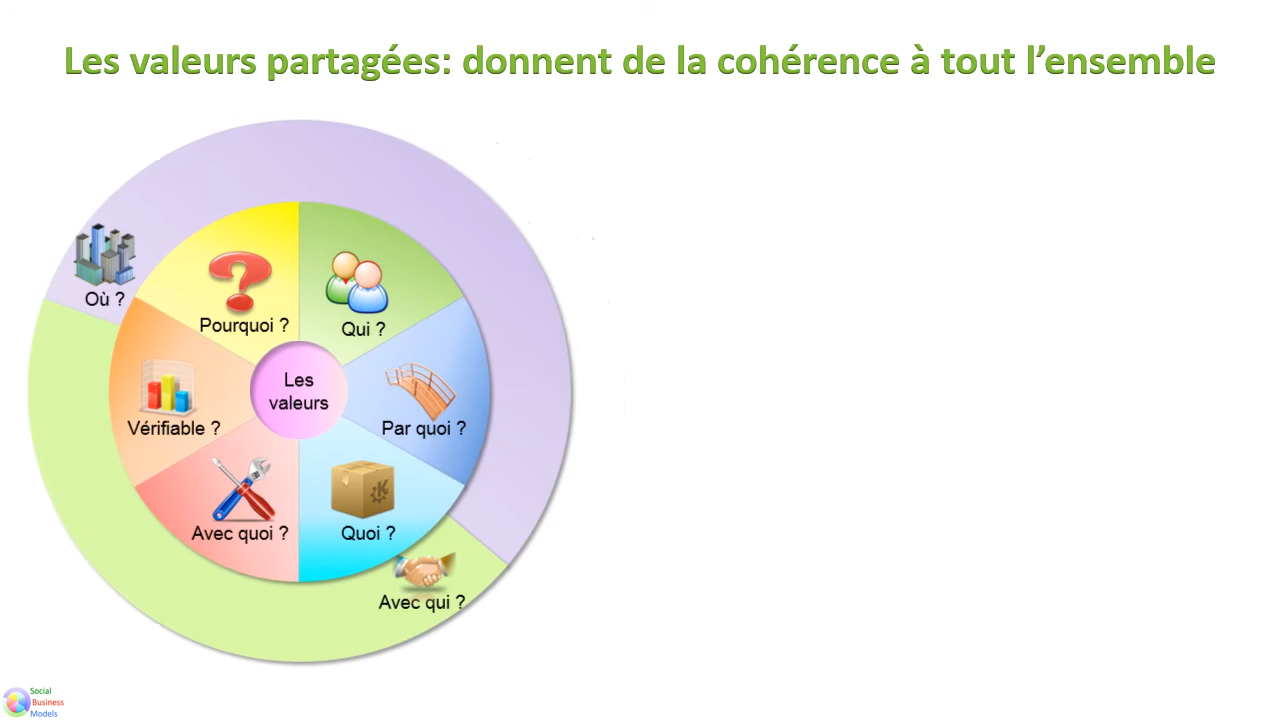 Les valeurs partagées: donnent de la cohérence à tout l’ensemble
Où ?
Pourquoi ?
Qui ?
Les
valeurs
Vérifiable ?
Par quoi ?
Avec quoi ?
Quoi ?
Avec qui ?
Social
Business
Models